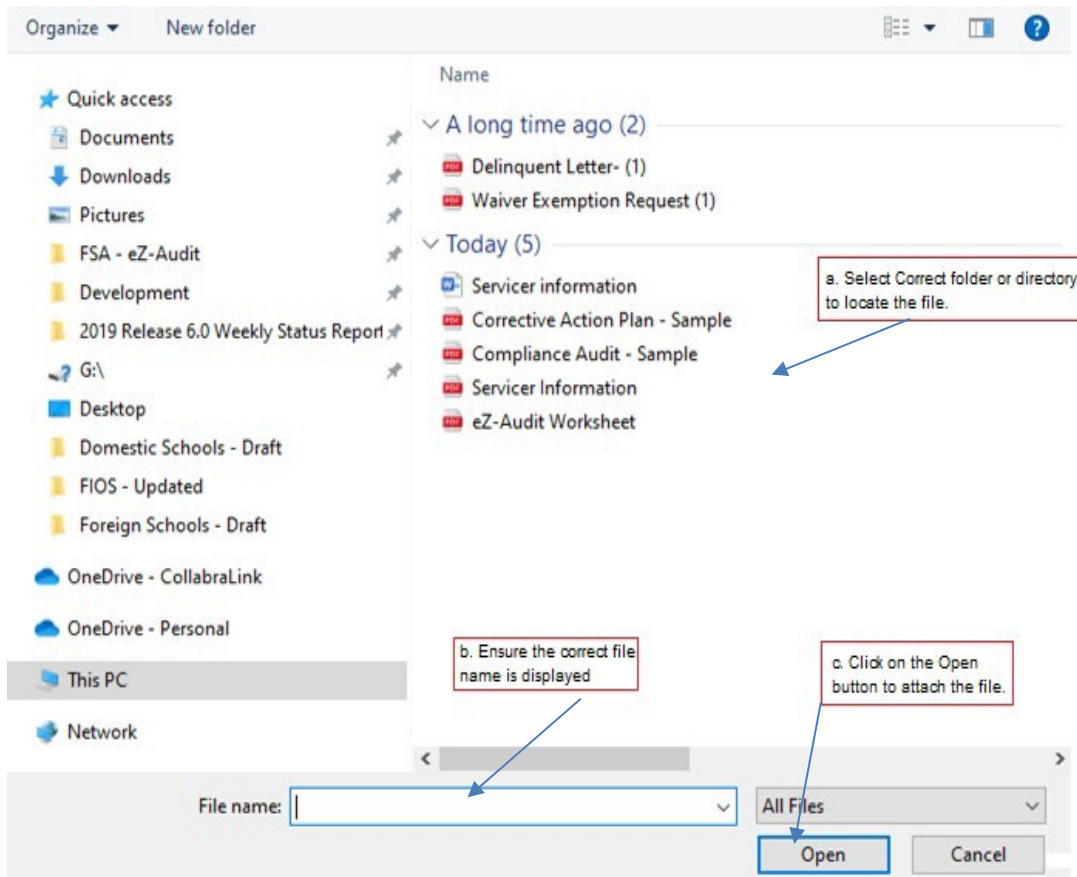 Organize New folder
Quick access
Documents
Downloads
Pictures
FSA - eZ-Audit
Development
2019 Release 6.0 Weekly Status Report
G:\
Desktop
Domestic Schools - Draft
FIOS - Updated
Foreign Schools - Draft
OneDrive - CollabraLink
OneDrive - Personal
This PC
Network
Name
A long time ago (2)
Delinquent Letter- (1)
Waiver Exemption Request (1)
Today (5)
Servicer information
Corrective Action Plan - Sample
Compliance Audit - Sample
Servicer Information
eZ-Audit Worksheet
a. Select Correct folder or directory
to locate the file.
b. Ensure the correct file
name is displayed
c. Click on the Open
button to attach the file.
File name:
All Files
Open Cancel